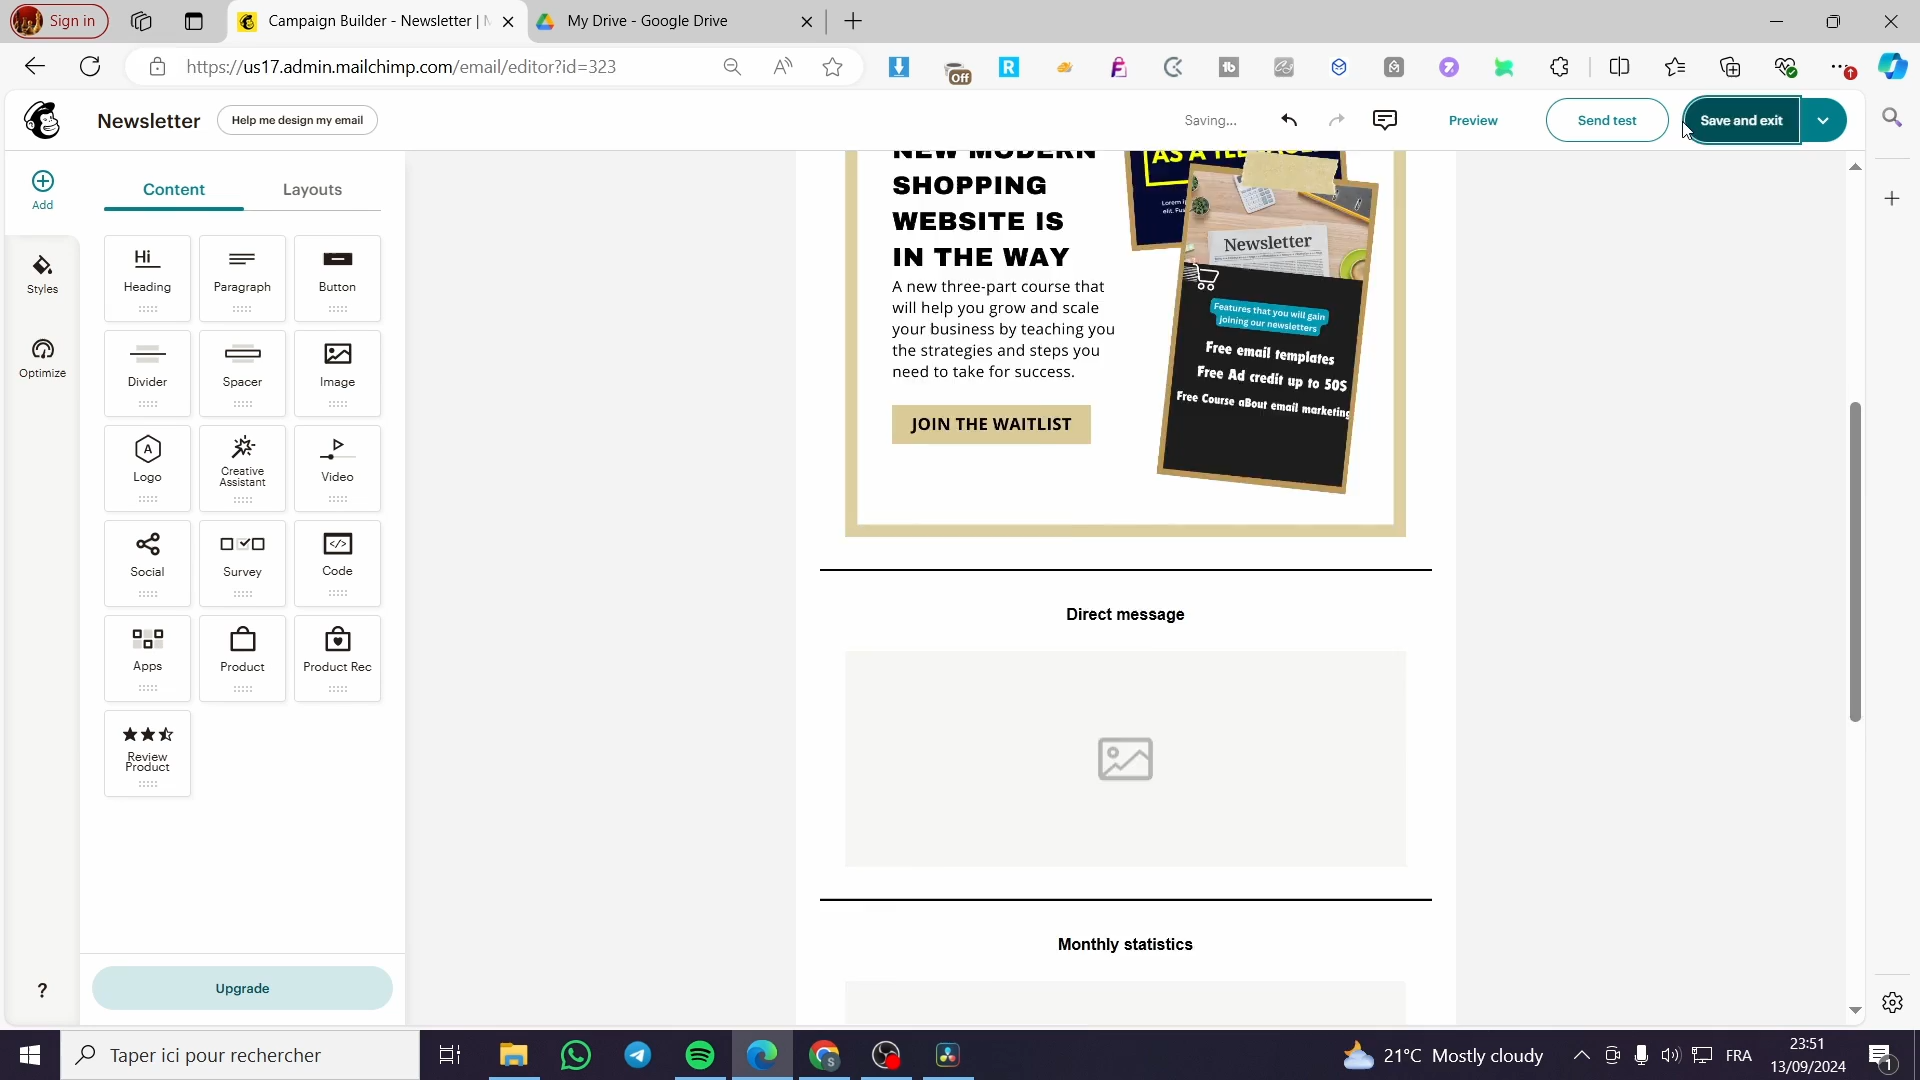 Sign in
Campaign Builder - Newsletter |
My Drive - Google Drive
https://us17.admin.mailchimp.com/email/editor?id=323
Off
Newsletter
Help me design my email
Saving...
Preview
Send test
Save and exit
Add
Styles
Optimize
Content
Layouts
Hi
Heading
Paragraph
Button
Divider
Spacer
Image
A
Logo
Creative
Assistant
Video
Social
Survey
Code
Apps
Product
Product Rec
Review
Product
?
Upgrade
NEW MODERN
SHOPPING
WEBSITE IS
IN THE WAY
A new three-part course that
will help you grow and scale
your business by teaching you
the strategies and steps you
need to take for success.
JOIN THE WAITLIST
AS A
Newsletter
Features that you will gain
joining our newsletters
Free email templates
Free Ad credit up to 50$
Free Course aBout email marketing
Direct message
Monthly statistics
Taper ici pour rechercher
21°C Mostly cloudy
FRA
23:51
13/09/2024
1